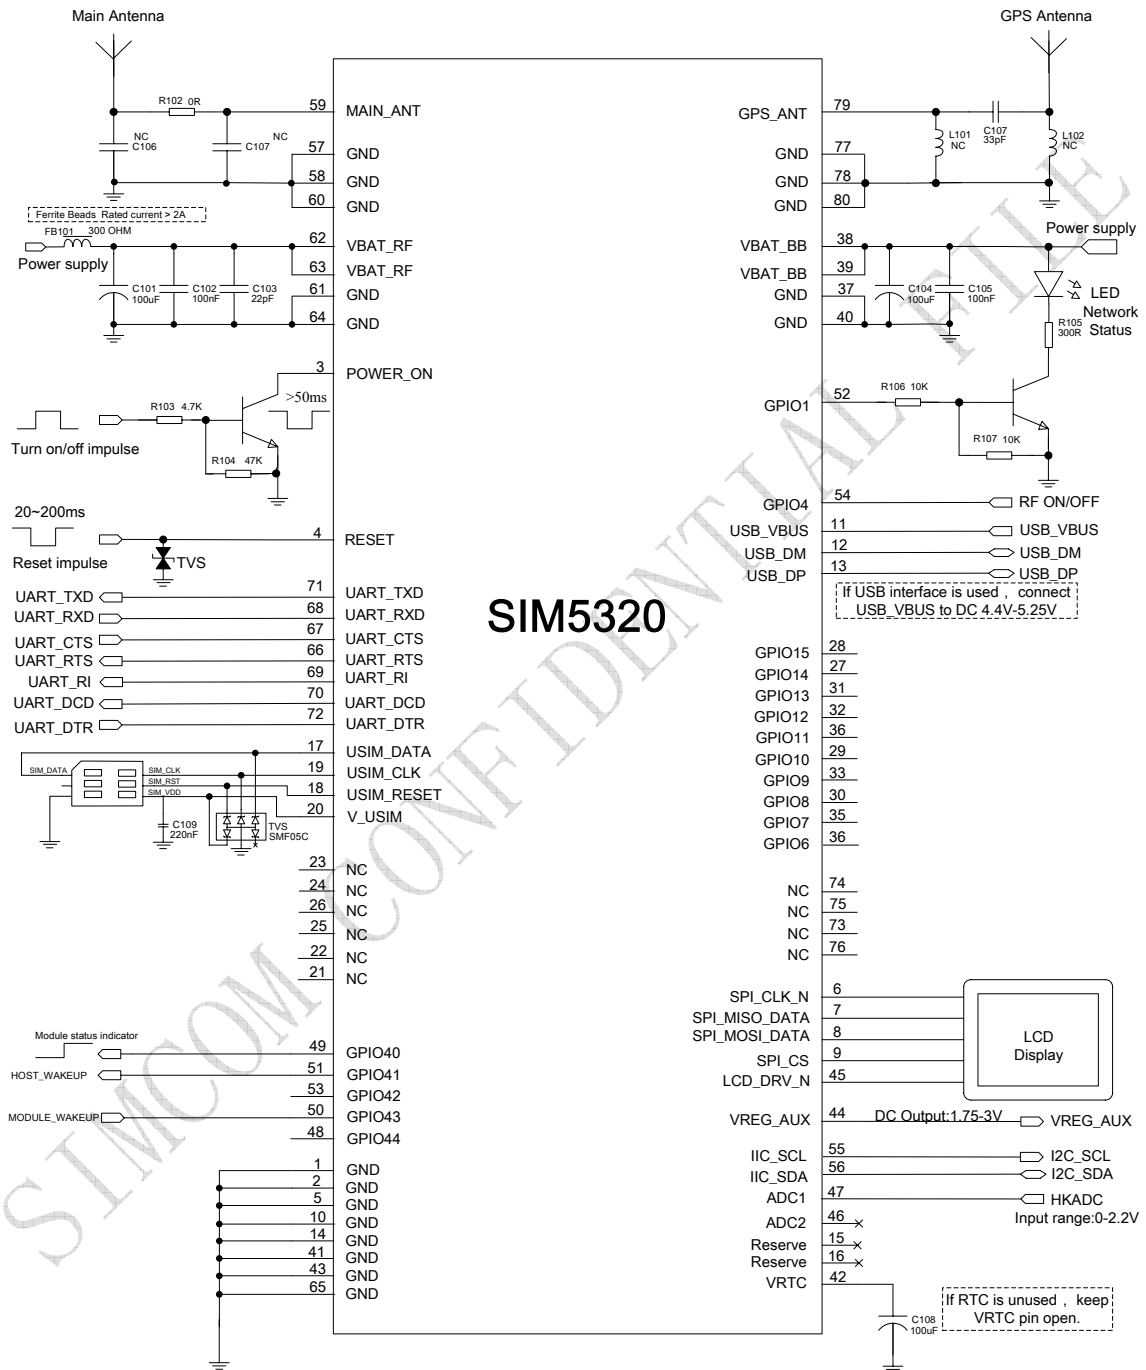 Main Antenna
GPS Antenna
R102 0R
59
MAIN_ANT
NC
C106
NC
C107
57
GND
58
GND
60
GND
Ferrite Beads Rated current > 2A
FB101 300 OHM
Power supply
62
VBAT_RF
63
VBAT_RF
61
GND
64
GND
C101
100uF
C102
100nF
C103
22pF
3
POWER_ON
>50ms
R103 4.7K
Turn on/off impulse
R104 47K
20~200ms
4
RESET
Reset impulse
TVS
UART_TXD
71
UART_TXD
UART_RXD
68
UART_RXD
UART_CTS
67
UART_CTS
UART_RTS
66
UART_RTS
UART_RI
69
UART_RI
UART_DCD
70
UART_DCD
UART_DTR
72
UART_DTR
17
USIM_DATA
19
USIM_CLK
18
USIM_RESET
20
V_USIM
SIM_DATA
SIM_CLK
SIM_RST
SIM_VDD
C109
220nF
TVS
SMF05C
23
NC
24
NC
26
NC
25
NC
22
NC
21
NC
Module status indicator
49
GPIO40
HOST_WAKEUP
51
GPIO41
53
GPIO42
MODULE_WAKEUP
50
GPIO43
48
GPIO44
1
GND
2
GND
5
GND
10
GND
14
GND
41
GND
43
GND
65
GND
SIM5320
SIMCOM CONFIDENTIAL FILE
GPS_ANT
79
L101
NC
C107
33pF
L102
NC
GND
77
GND
78
GND
80
Power supply
VBAT_BB
38
VBAT_BB
39
GND
37
GND
40
C104
100uF
C105
100nF
LED
Network
Status
R105
300R
GPIO1
52
R106 10K
R107 10K
GPIO4
54
RF ON/OFF
USB_VBUS
11
USB_VBUS
USB_DM
12
USB_DM
USB_DP
13
USB_DP
If USB interface is used , connect
USB_VBUS to DC 4.4V-5.25V
GPIO15
28
GPIO14
27
GPIO13
31
GPIO12
32
GPIO11
36
GPIO10
29
GPIO9
33
GPIO8
30
GPIO7
35
GPIO6
36
NC
74
NC
75
NC
73
NC
76
SPI_CLK_N
6
SPI_MISO_DATA
7
SPI_MOSI_DATA
8
SPI_CS
9
LCD_DRV_N
45
LCD
Display
VREG_AUX
44
DC Output:1.75-3V
VREG_AUX
IIC_SCL
55
I2C_SCL
IIC_SDA
56
I2C_SDA
ADC1
47
HKADC
Input range:0-2.2V
ADC2
46
Reserve
15
Reserve
16
VRTC
42
C108
100uF
If RTC is unused , keep
VRTC pin open.